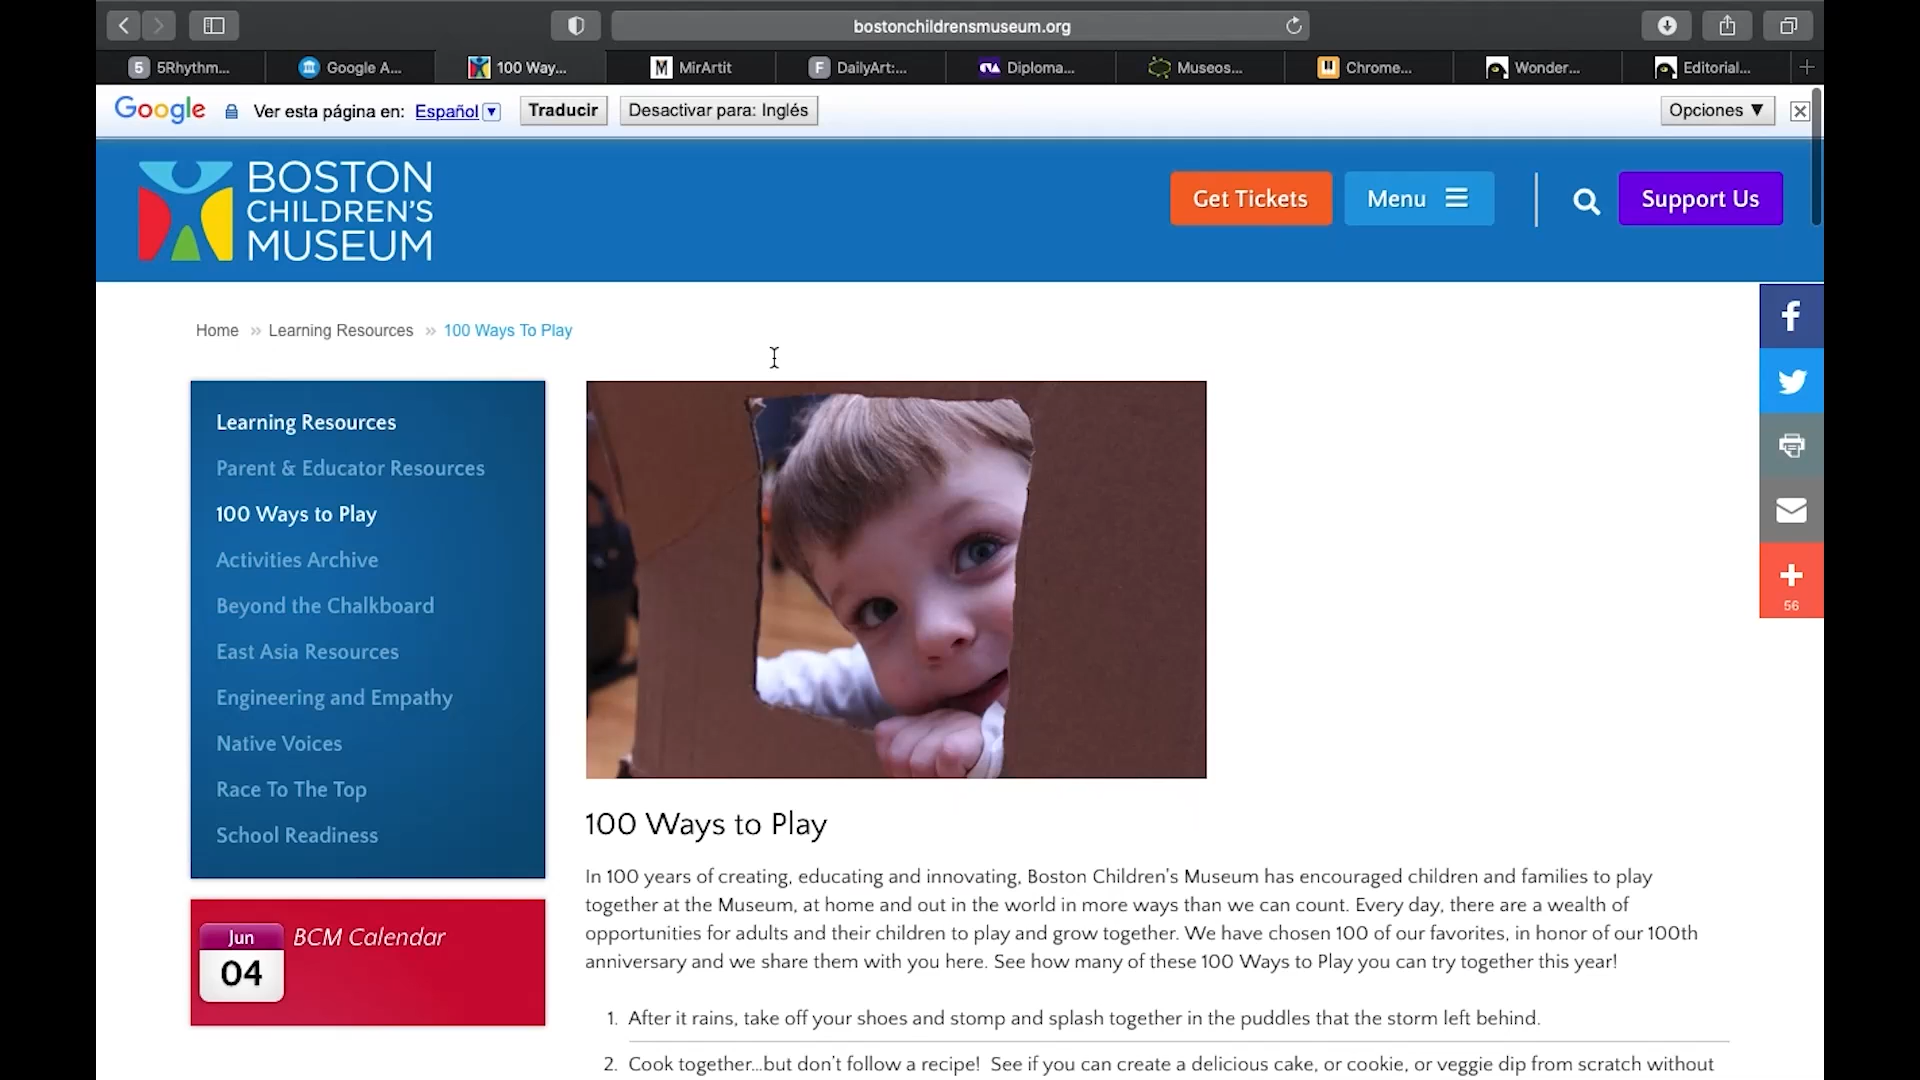 bostonchildrensmuseum.org
5 5Rhythm...
Google A...
100 Way...
M MirArtit
F DailyArt:...
Diploma...
Museos...
Chrome...
Wonder...
Editorial...
Google Ver esta página en: Español Traducir Desactivar para: Inglés Opciones
BOSTON
CHILDREN'S
MUSEUM
Get Tickets Menu Support Us
Home » Learning Resources » 100 Ways To Play
Learning Resources
Parent & Educator Resources
100 Ways to Play
Activities Archive
Beyond the Chalkboard
East Asia Resources
Engineering and Empathy
Native Voices
Race To The Top
School Readiness
Jun
04
BCM Calendar
56
100 Ways to Play
In 100 years of creating, educating and innovating, Boston Children's Museum has encouraged children and families to play
together at the Museum, at home and out in the world in more ways than we can count. Every day, there are a wealth of
opportunities for adults and their children to play and grow together. We have chosen 100 of our favorites, in honor of our 100th
anniversary and we share them with you here. See how many of these 100 Ways to Play you can try together this year!
1. After it rains, take off your shoes and stomp and splash together in the puddles that the storm left behind.
2. Cook together...but don't follow a recipe! See if you can create a delicious cake, or cookie, or veggie dip from scratch without